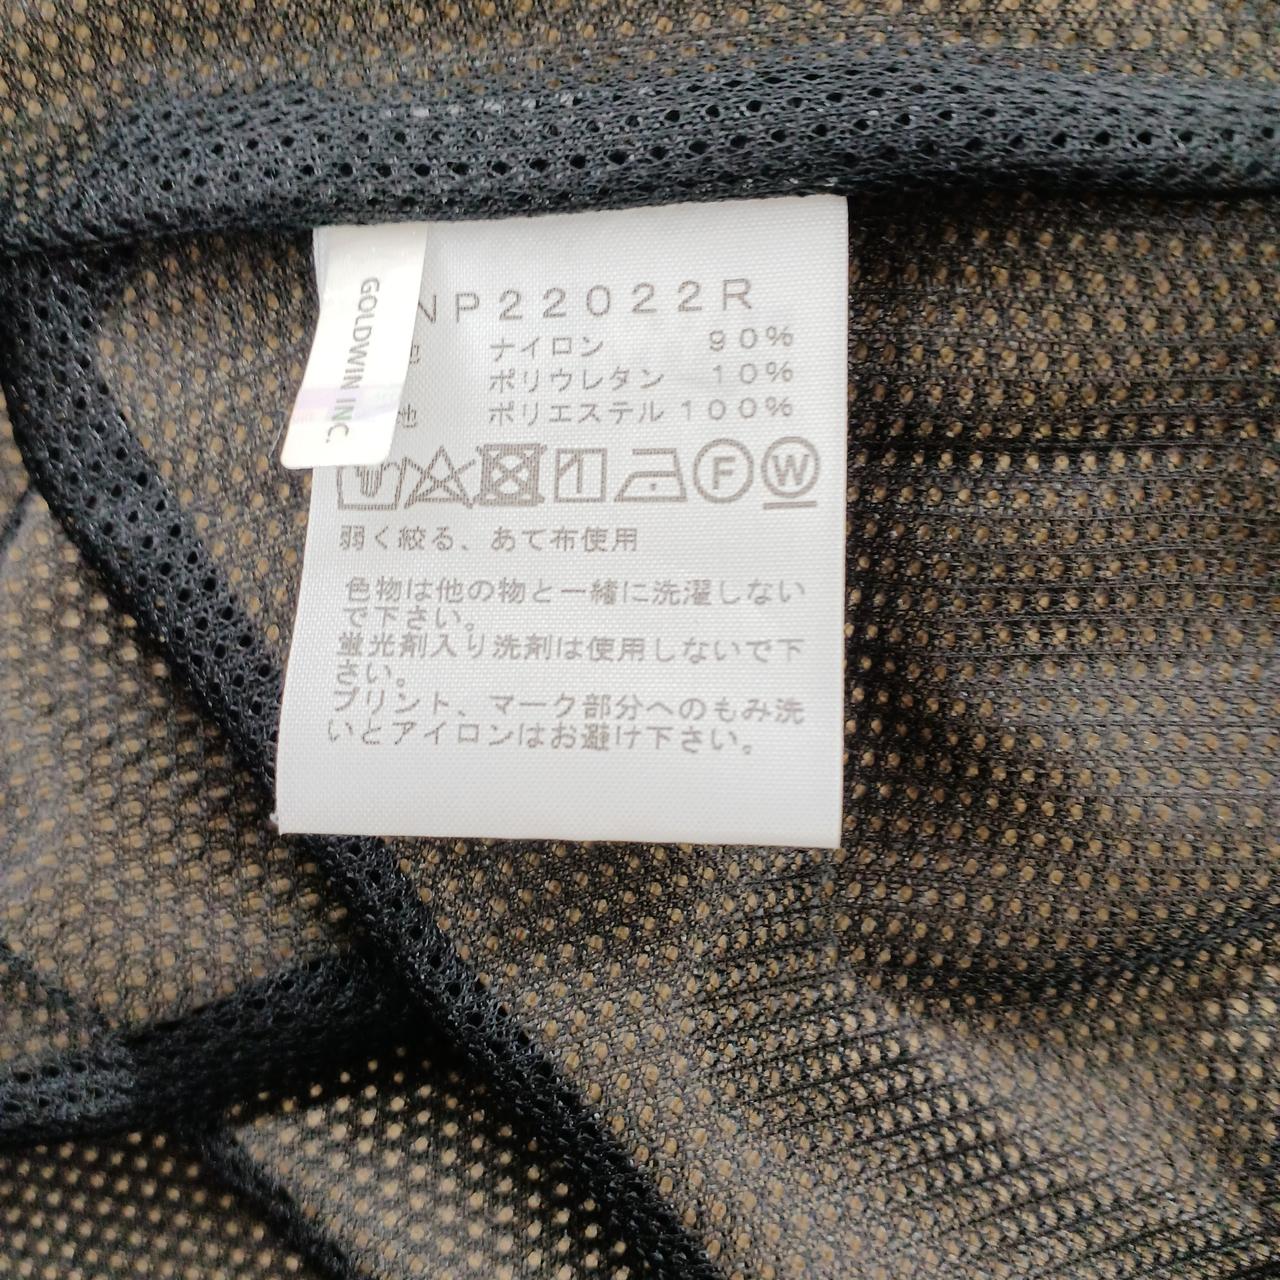 GOLDWIN INC.
NP22022R
地 ナイロン 90%
ポリウレタン 10%
地 ポリエステル 100%
F W
弱く絞る、あて布使用
色物は他の物と一緒に洗濯しない
で下さい。
蛍光剤入り洗剤は使用しないで下
さい。
プリント、マーク部分へのもみ洗
いとアイロンはお避け下さい。